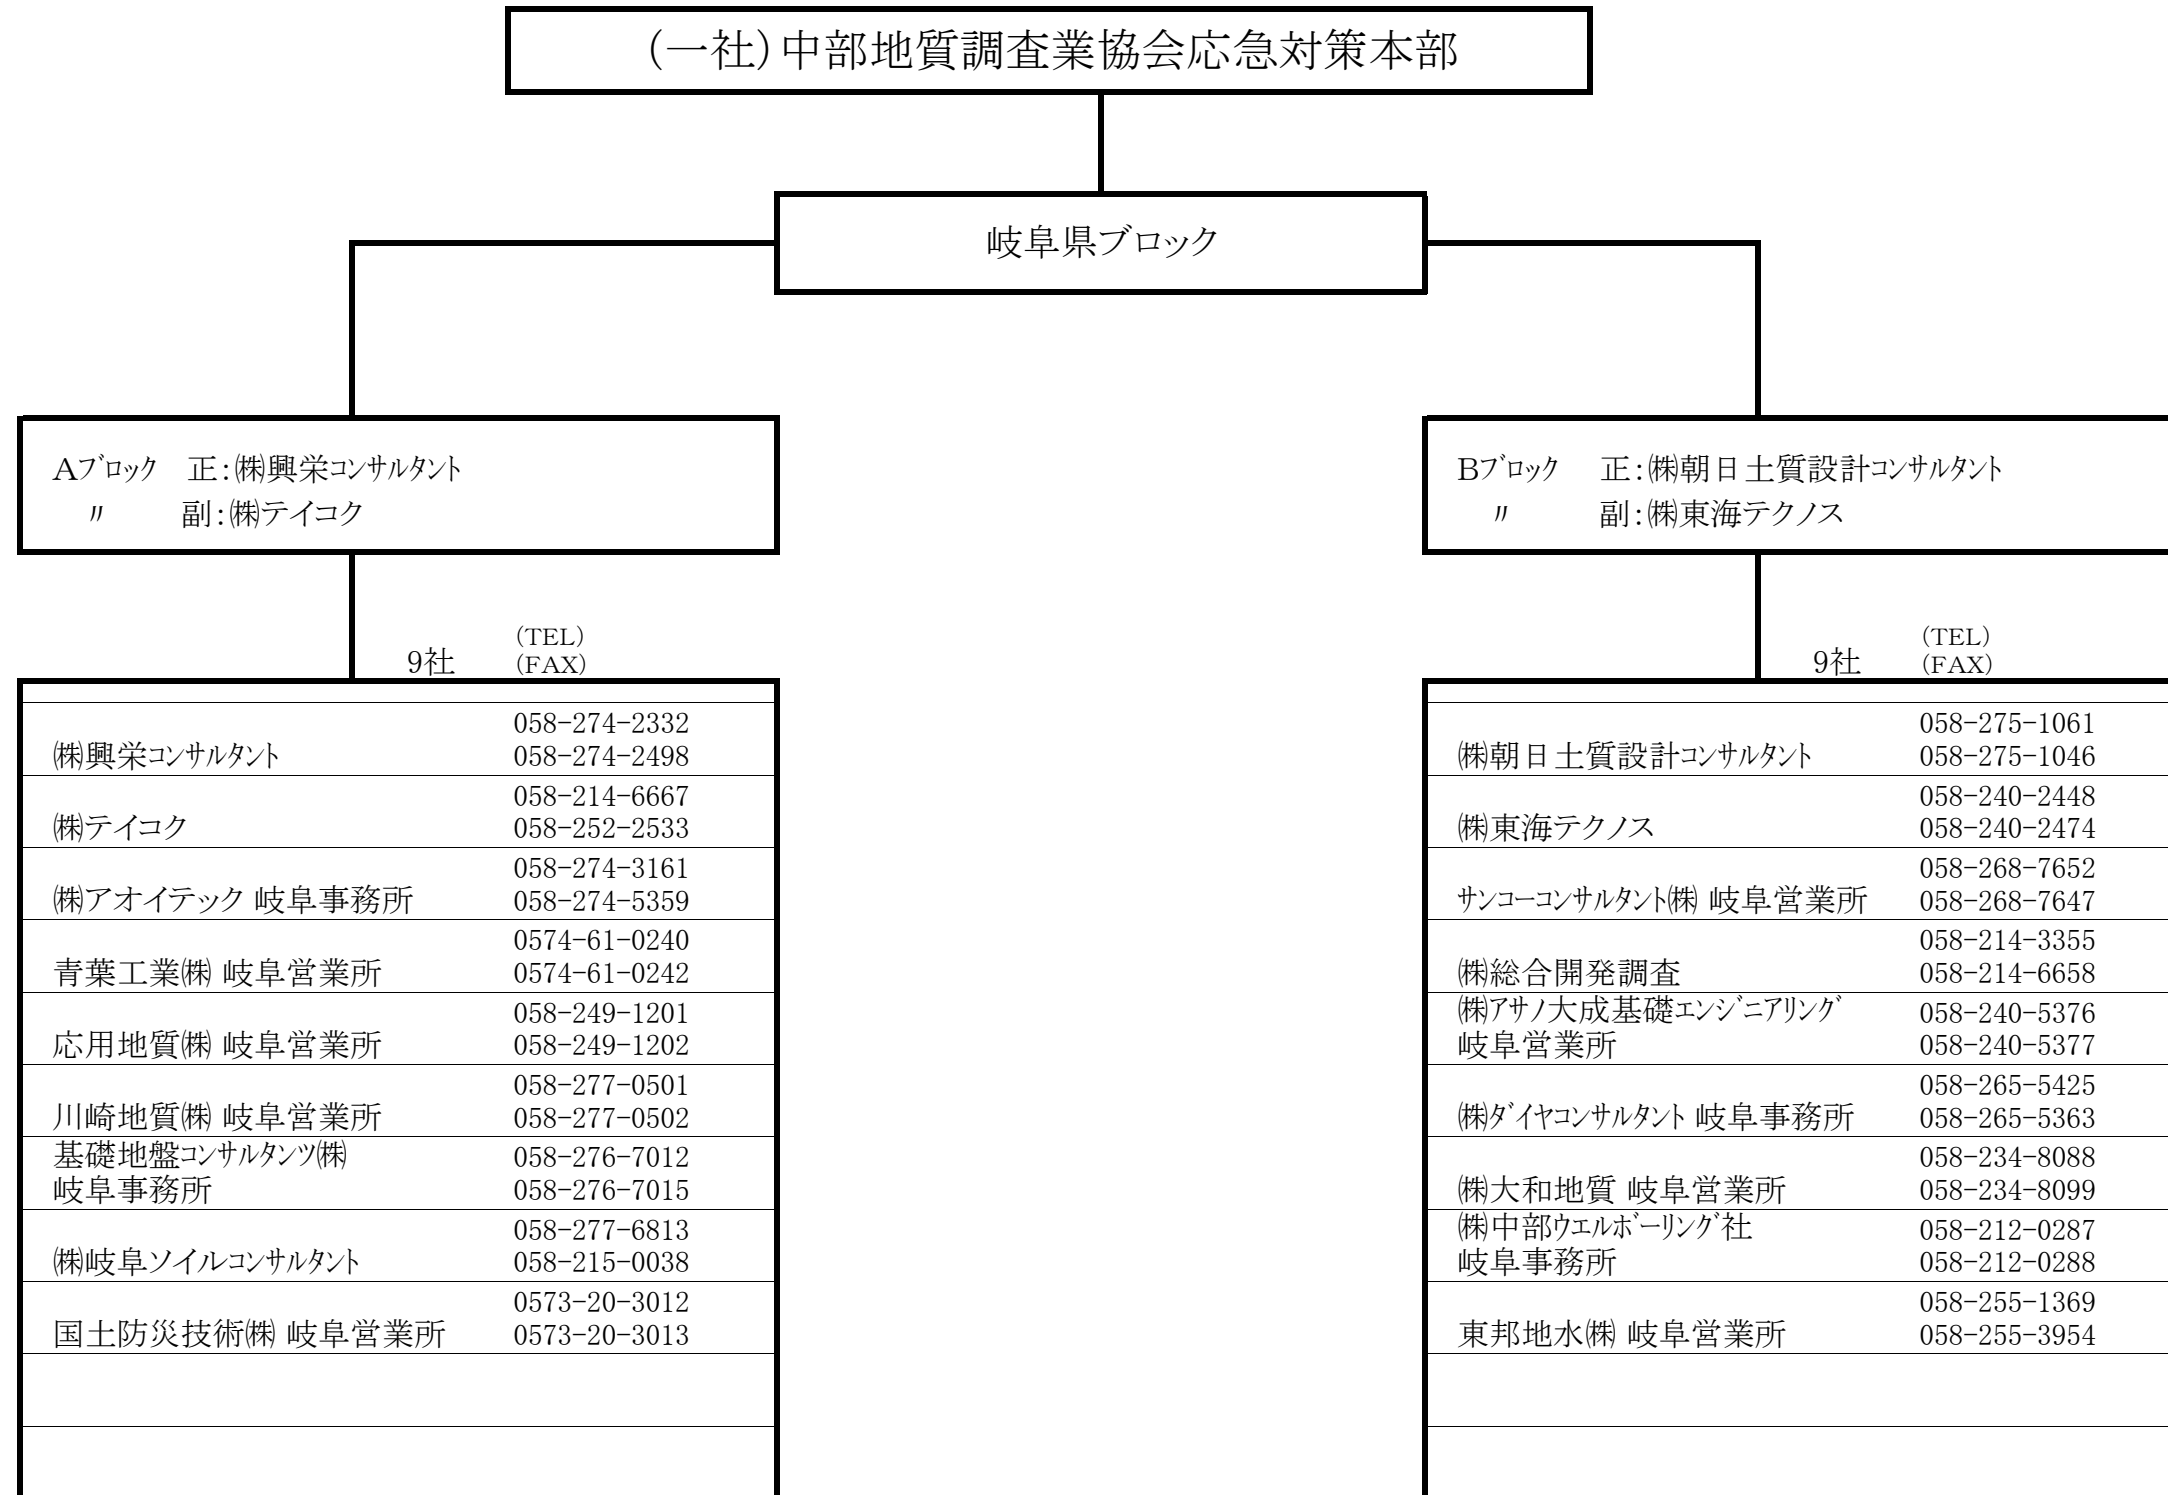 （一社）中部地質調査業協会応急対策本部
岐阜県ブロック
Aﾌﾞﾛｯｸ 正：㈱興栄ｺﾝｻﾙﾀﾝﾄ
〃 副：㈱テイコク
9社
（TEL）
（FAX）
058-274-2332
㈱興栄ｺﾝｻﾙﾀﾝﾄ 058-274-2498
058-214-6667
㈱テイコク 058-252-2533
058-274-3161
㈱アオイテック 岐阜事務所 058-274-5359
0574-61-0240
青葉工業㈱ 岐阜営業所 0574-61-0242
058-249-1201
応用地質㈱ 岐阜営業所 058-249-1202
058-277-0501
川崎地質㈱ 岐阜営業所 058-277-0502
基礎地盤ｺﾝｻﾙﾀﾝﾂ㈱ 058-276-7012
岐阜事務所 058-276-7015
058-277-6813
㈱岐阜ソイルｺﾝｻﾙﾀﾝﾄ 058-215-0038
0573-20-3012
国土防災技術㈱ 岐阜営業所 0573-20-3013
Bﾌﾞﾛｯｸ 正：㈱朝日土質設計ｺﾝｻﾙﾀﾝﾄ
〃 副：㈱東海テクノス
9社
（TEL）
（FAX）
058-275-1061
㈱朝日土質設計ｺﾝｻﾙﾀﾝﾄ 058-275-1046
058-240-2448
㈱東海テクノス 058-240-2474
058-268-7652
ｻﾝｺｰｺﾝｻﾙﾀﾝﾄ㈱ 岐阜営業所 058-268-7647
058-214-3355
㈱総合開発調査 058-214-6658
㈱ｱｻﾉ大成基礎ｴﾝｼﾞﾆｱﾘﾝｸﾞ 058-240-5376
岐阜営業所 058-240-5377
058-265-5425
㈱ﾀﾞｲﾔｺﾝｻﾙﾀﾝﾄ 岐阜事務所 058-265-5363
058-234-8088
㈱大和地質 岐阜営業所 058-234-8099
㈱中部ｳｴﾙﾎﾞｰﾘﾝｸﾞ社 058-212-0287
岐阜事務所 058-212-0288
058-255-1369
東邦地水㈱ 岐阜営業所 058-255-3954